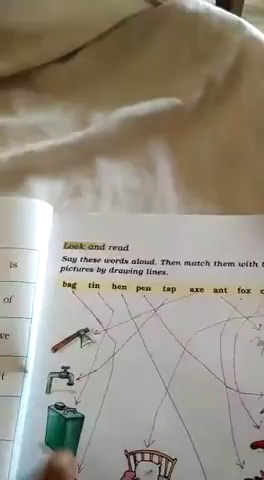 Look and read
Say these words aloud. Then match them with
pictures by drawing lines.
bag tin hen pen tap axe ant fox
is
of